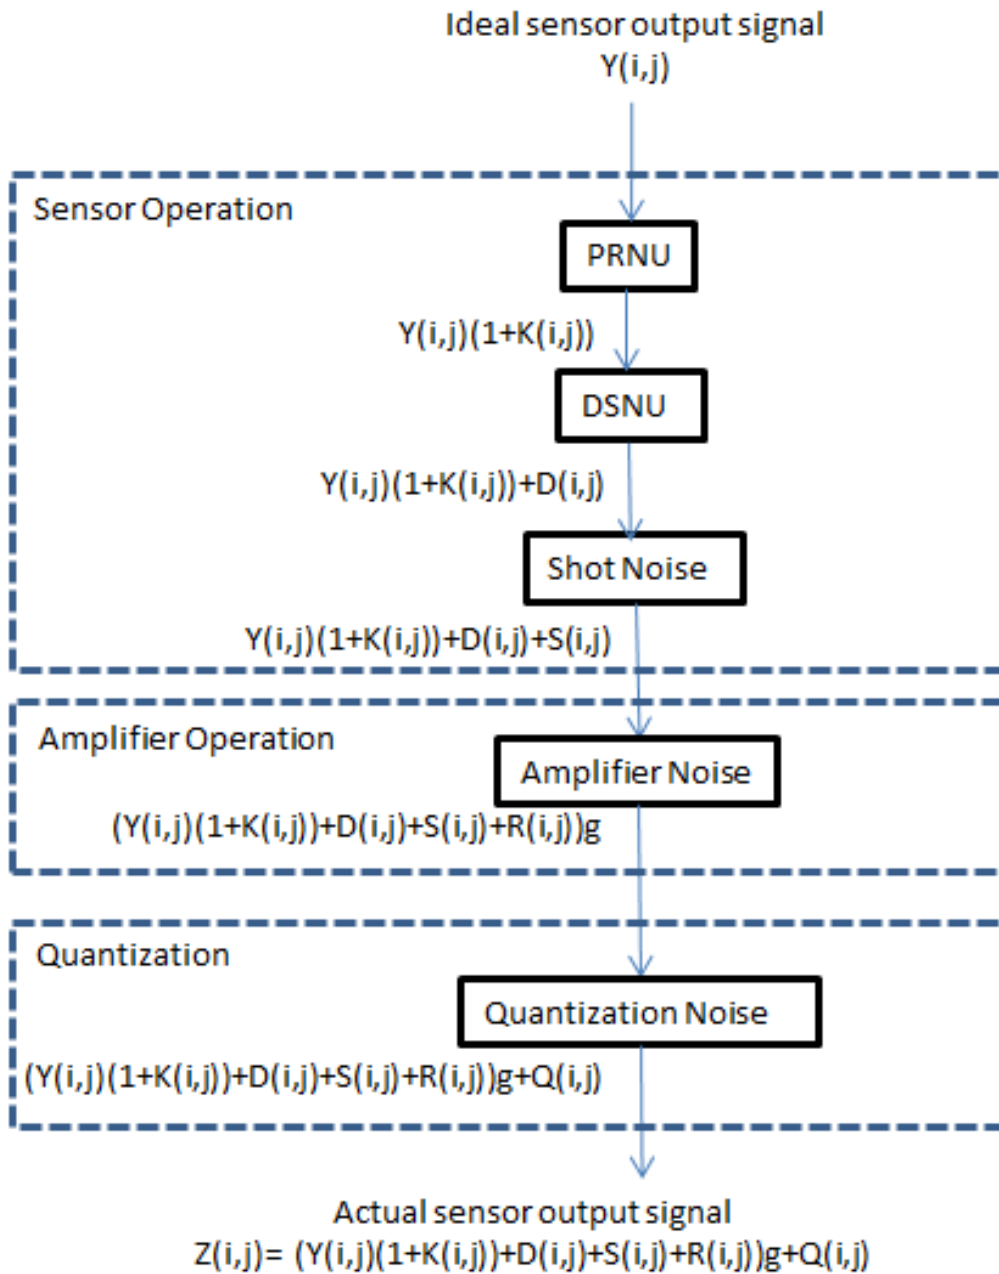 Ideal sensor output signal
Y(i,j)
Sensor Operation
PRNU
Y(i,j)(1+K(i,j))
DSNU
Y(i,j)(1+K(i,j))+D(i,j)
Shot Noise
Y(i,j)(1+K(i,j))+D(i,j)+S(i,j)
Amplifier Operation
Amplifier Noise
(Y(i,j)(1+K(i,j))+D(i,j)+S(i,j)+R(i,j))g
Quantization
Quantization Noise
(Y(i,j)(1+K(i,j))+D(i,j)+S(i,j)+R(i,j))g+Q(i,j)
Actual sensor output signal
Z(i,j)= (Y(i,j)(1+K(i,j))+D(i,j)+S(i,j)+R(i,j))g+Q(i,j)